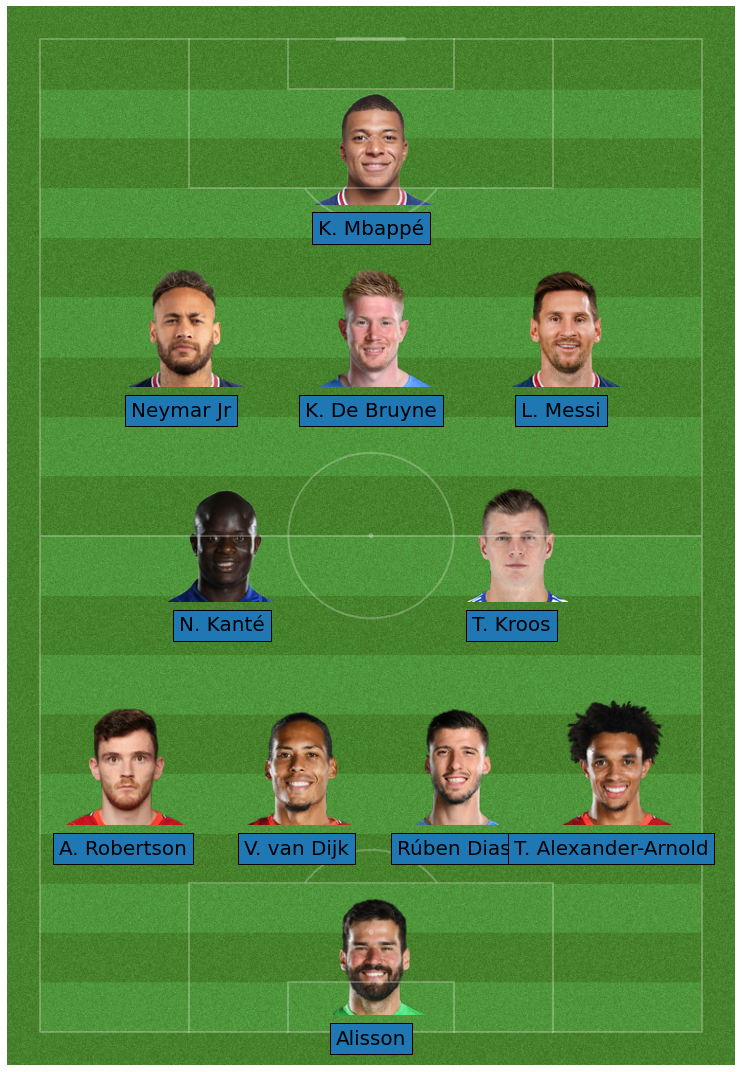 K. Mbappé
Neymar Jr
K. De Bruyne
L. Messi
N. Kanté
T. Kroos
A. Robertson
V. van Dijk
Rúben Dias
T. Alexander-Arnold
Alisson